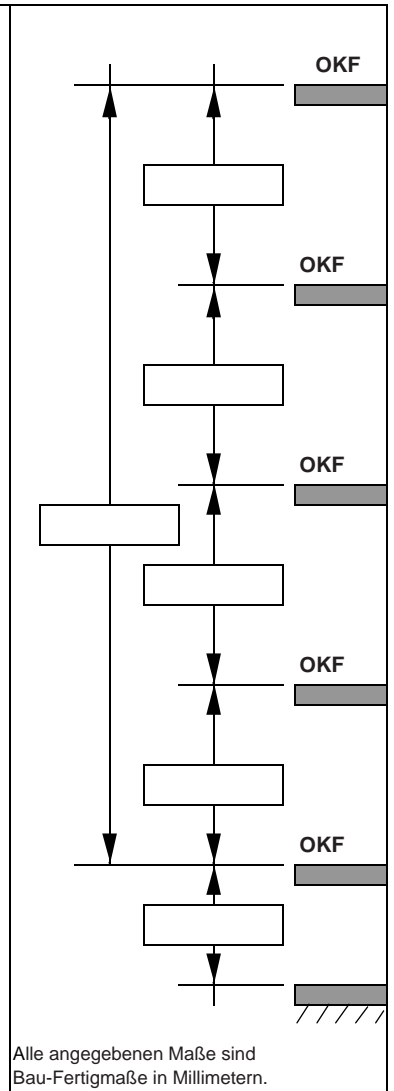 OKF
OKF
OKF
OKF
OKF
Alle angegebenen Maße sind
Bau-Fertigmaße in Millimetern.